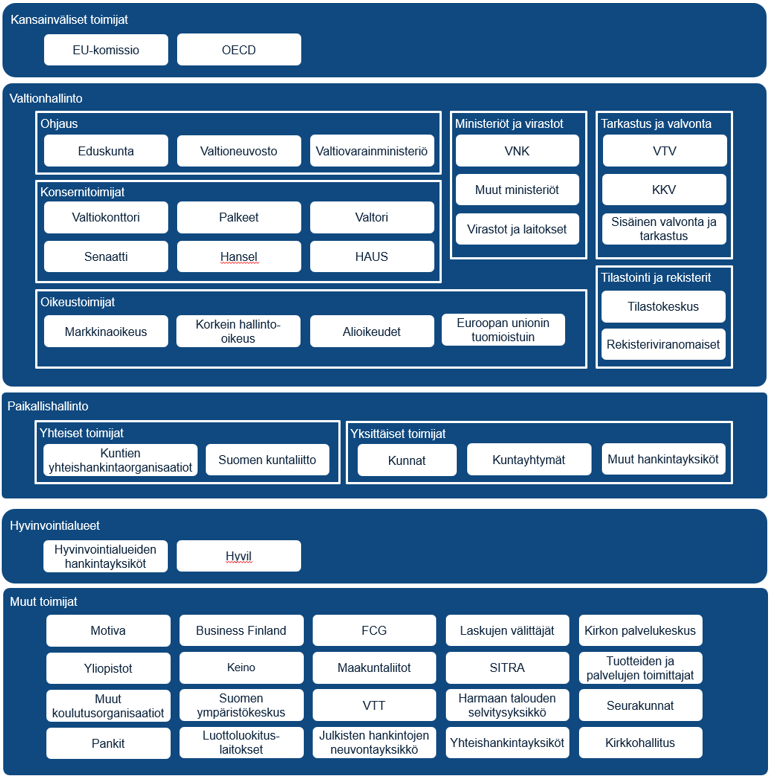 Kansainväliset toimijat
EU-komissio
OECD
Valtionhallinto
Ohjaus
Eduskunta
Valtioneuvosto
Valtiovarainministeriö
Konsernitoimijat
Valtiokonttori
Palkeet
Valtori
Senaatti
Hansel
HAUS
Ministeriöt ja virastot
VNK
Muut ministeriöt
Virastot ja laitokset
Tarkastus ja valvonta
VTV
KKV
Sisäinen valvonta ja
tarkastus
Oikeustoimijat
Markkinaoikeus
Korkein hallinto-
oikeus
Alioikeudet
Euroopan unionin
tuomioistuin
Tilastointi ja rekisterit
Tilastokeskus
Rekisteriviranomaiset
Paikallishallinto
Yhteiset toimijat
Kuntien
yhteishankintaorganisaatiot
Suomen kuntaliitto
Yksittäiset toimijat
Kunnat
Kuntayhtymät
Muut hankintayksiköt
Hyvinvointialueet
Hyvinvointialueiden
hankintayksiköt
Hyvil
Muut toimijat
Motiva
Business Finland
FCG
Laskujen välittäjät
Kirkon palvelukeskus
Yliopistot
Keino
Maakuntaliitot
SITRA
Tuotteiden ja
palvelujen toimittajat
Muut
koulutusorganisaatiot
Suomen
ympäristökeskus
VTT
Harmaan talouden
selvitysyksikkö
Seurakunnat
Pankit
Luottoluokitus-
laitokset
Julkisten hankintojen
neuvontayksikkö
Yhteishankintayksiköt
Kirkkohallitus